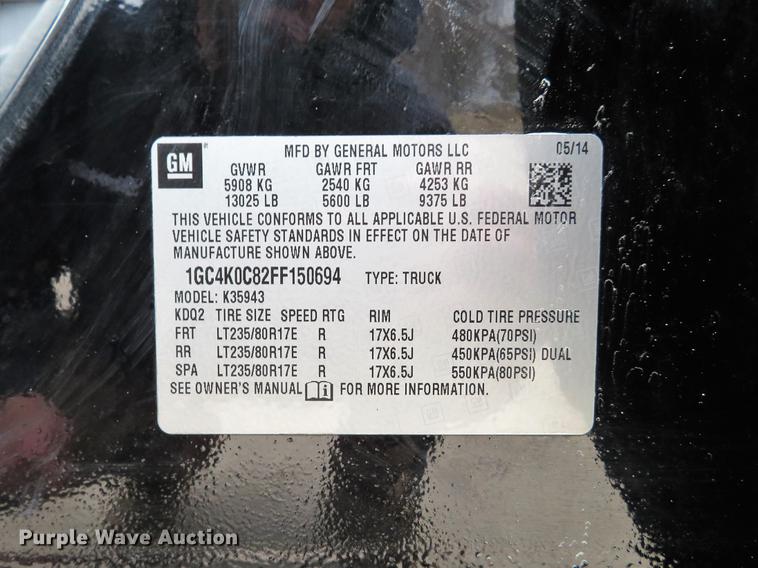 GM
MFD BY GENERAL MOTORS LLC 05/14
GVWR GAWR FRT GAWR RR
5908 KG 2540 KG 4253 KG
13025 LB 5600 LB 9375 LB
THIS VEHICLE CONFORMS TO ALL APPLICABLE U.S. FEDERAL MOTOR
VEHICLE SAFETY STANDARDS IN EFFECT ON THE DATE OF
MANUFACTURE SHOWN ABOVE.
1GC4K0C82FF150694 TYPE: TRUCK
MODEL: K35943
KDQ2 TIRE SIZE SPEED RTG RIM COLD TIRE PRESSURE
FRT LT235/80R17E R 17X6.5J 480KPA(70PSI)
RR LT235/80R17E R 17X6.5J 450KPA(65PSI) DUAL
SPA LT235/80R17E R 17X6.5J 550KPA(80PSI)
SEE OWNER'S MANUAL FOR MORE INFORMATION.
Purple Wave Auction